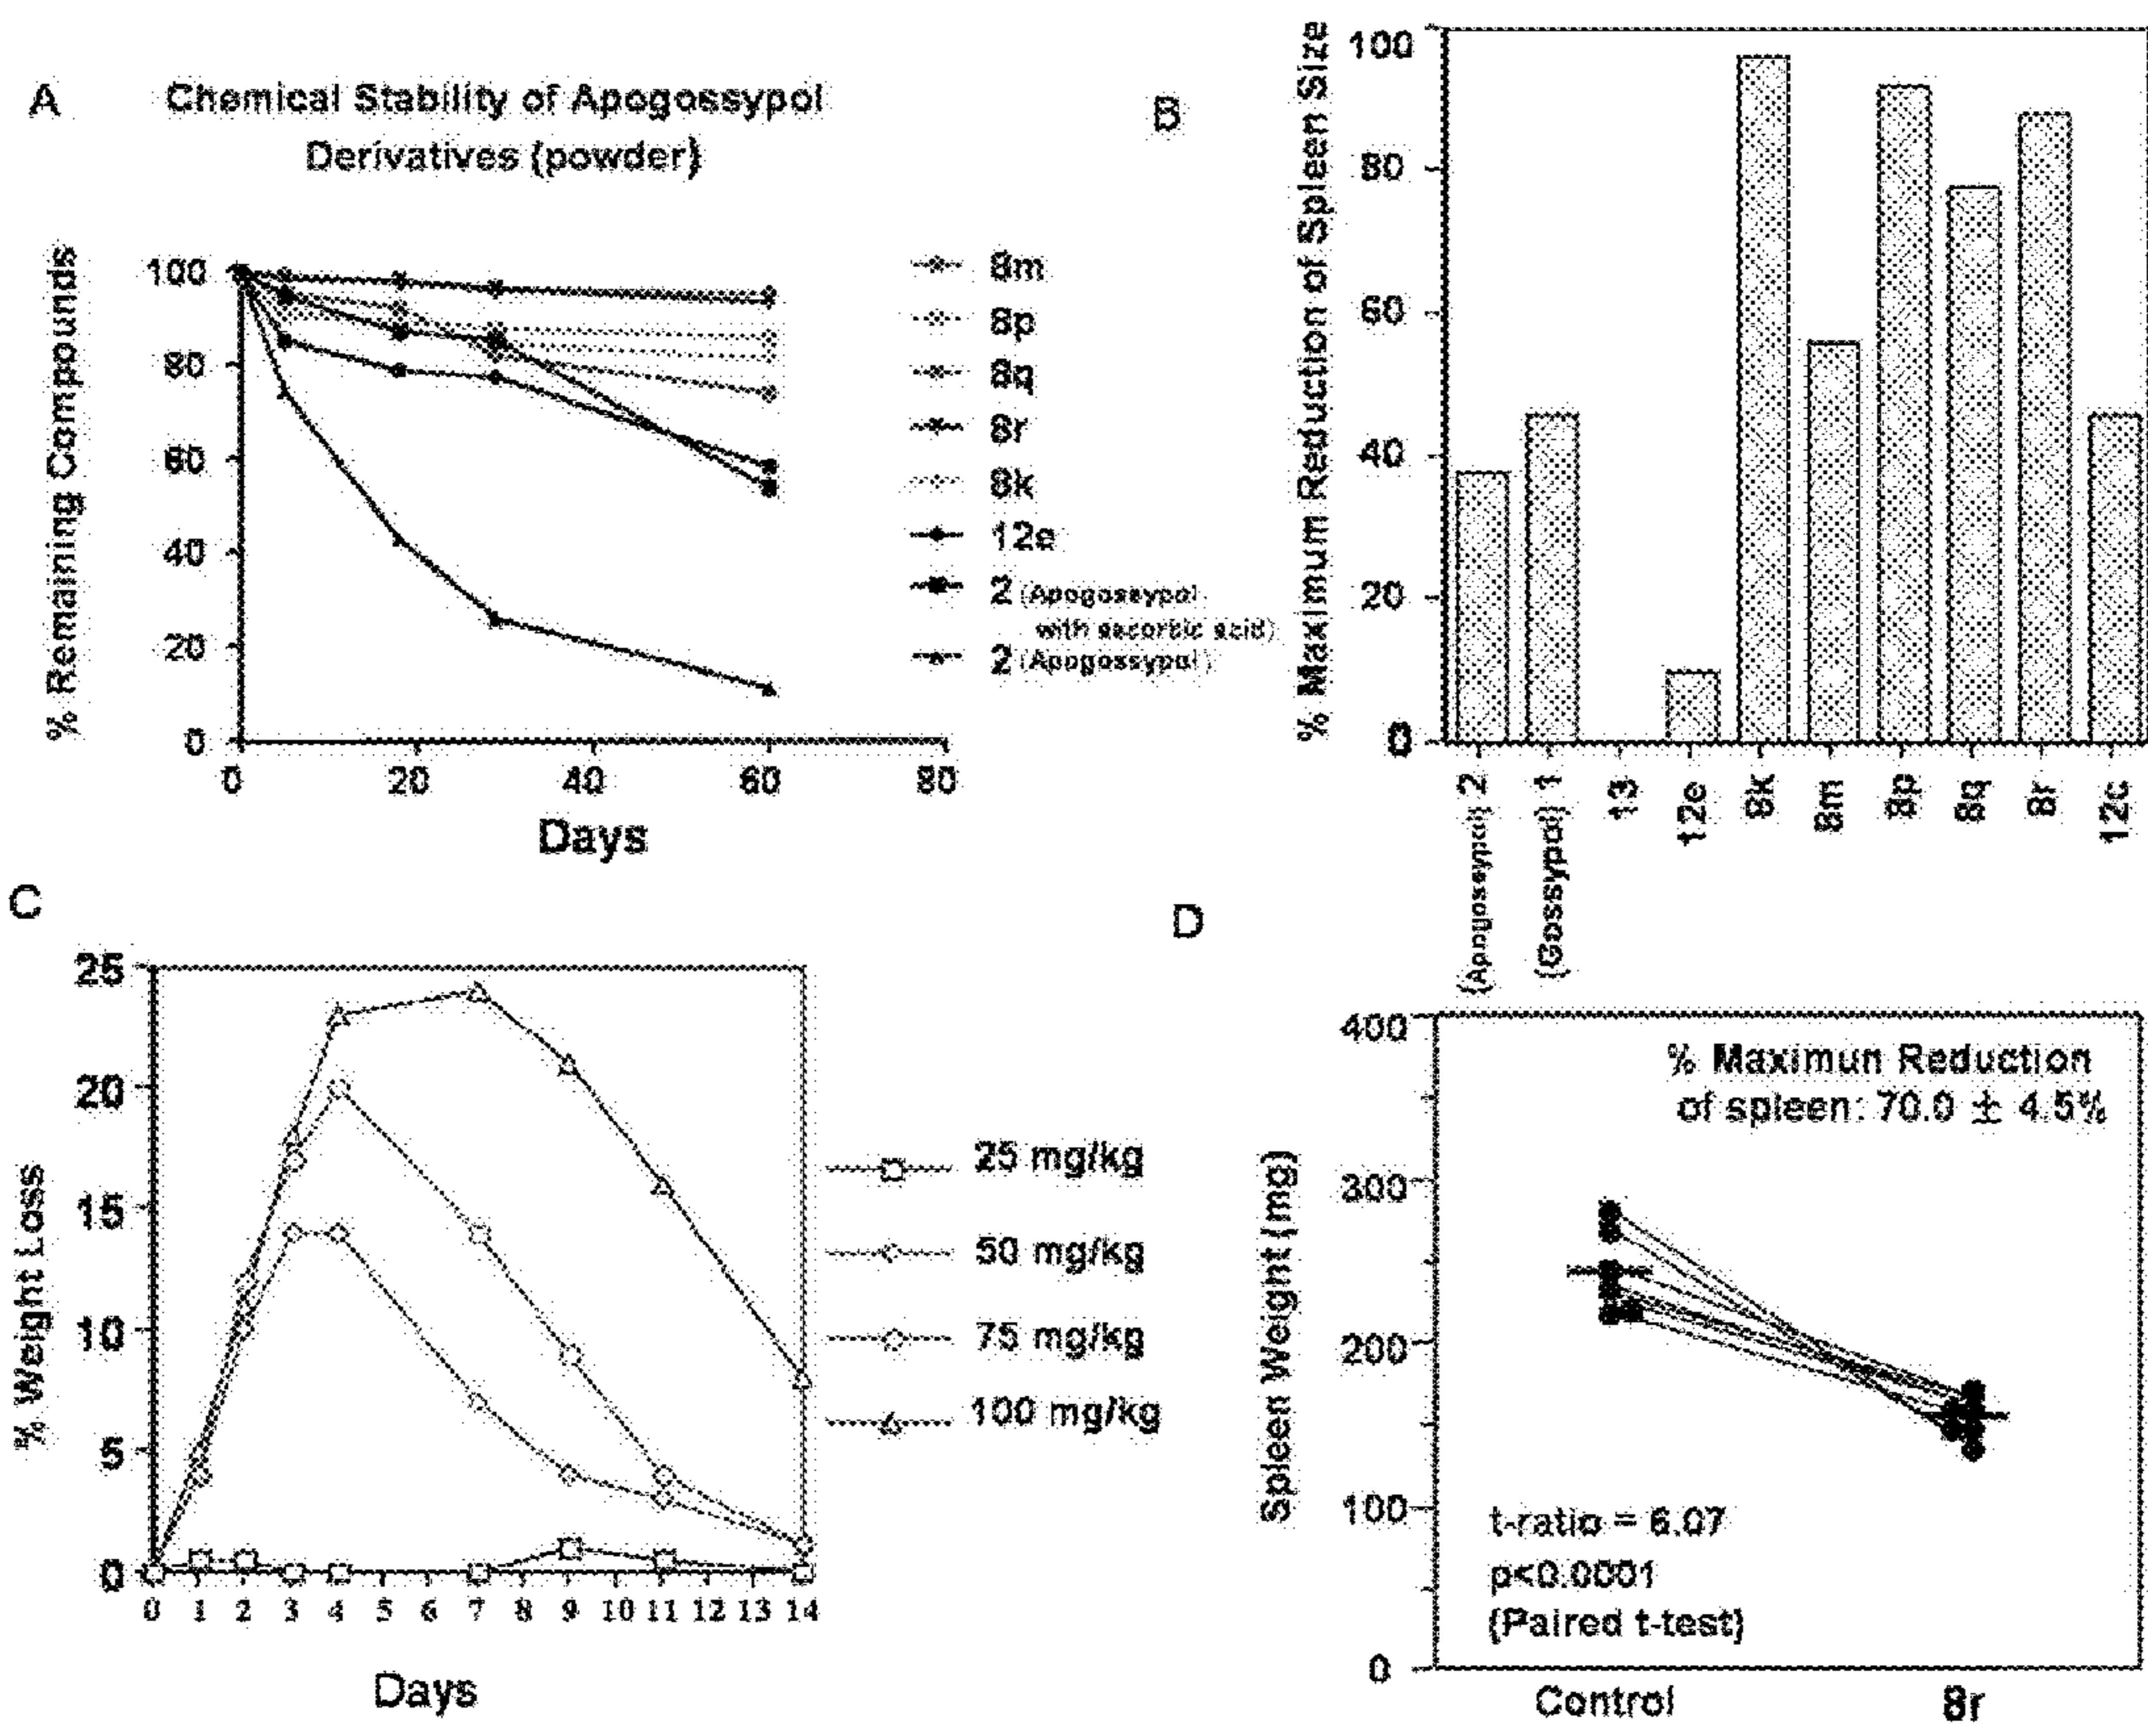 A
Chemical Stability of Apogossypol
Derivatives (powder)
% Remaining Compounds
100
80
60
40
20
0
0 20 40 60 80
Days
8m
8p
8q
8r
8k
12e
2 (Apogossypol
with ascorbic acid)
2 (Apogossypol)
B
% Maximum Reduction of Spleen Size
100
80
60
40
20
0
(Apogossypol) 2
(Gossypol) 1
13
12e
8k
8m
8p
8q
8r
12c
C
% Weight Loss
25
20
15
10
5
0
0 1 2 3 4 5 6 7 8 9 10 11 12 13 14
Days
25 mg/kg
50 mg/kg
75 mg/kg
100 mg/kg
D
Spleen Weight (mg)
400
300
200
100
0
% Maximun Reduction
of spleen: 70.0 ± 4.5%
t-ratio = 6.07
p<0.0001
(Paired t-test)
Control 8r